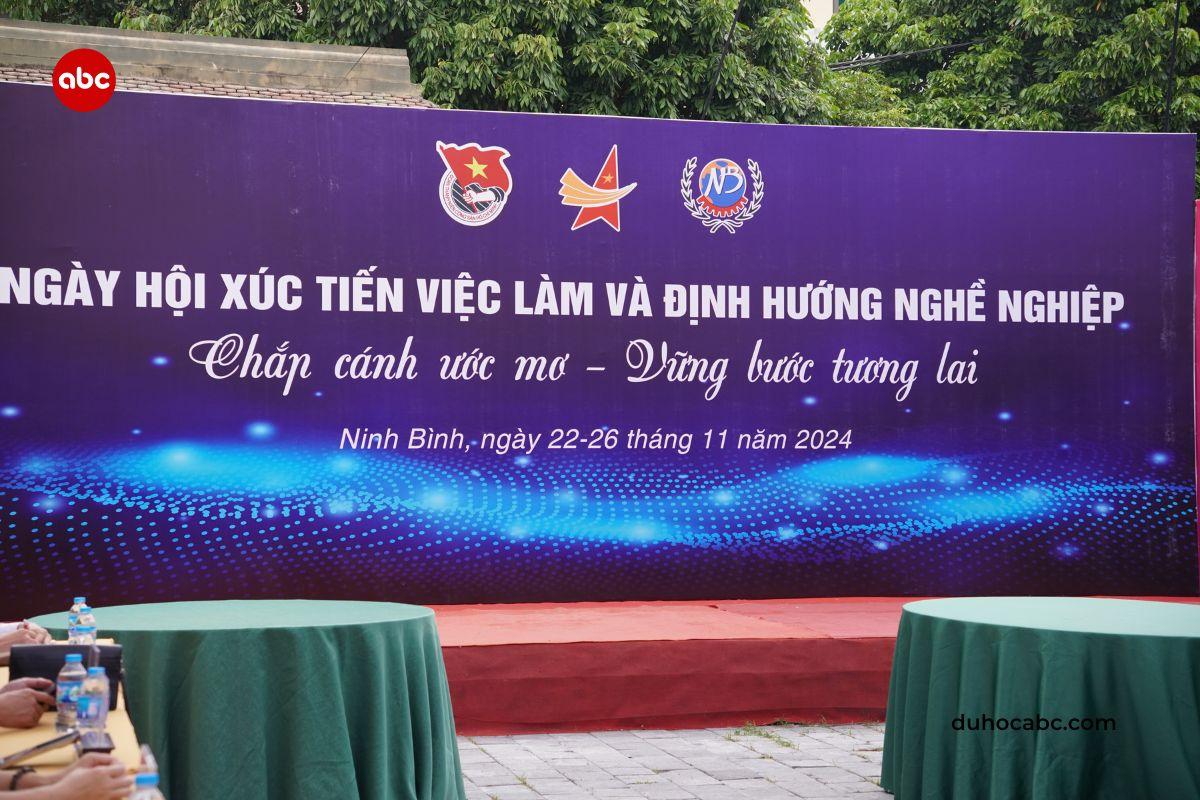 abc
NB
NGÀY HỘI XÚC TIẾN VIỆC LÀM VÀ ĐỊNH HƯỚNG NGHỀ NGHIỆP
Chắp cánh ước mơ - Vững bước tương lai
Ninh Bình, ngày 22-26 tháng 11 năm 2024
duhocabc.com